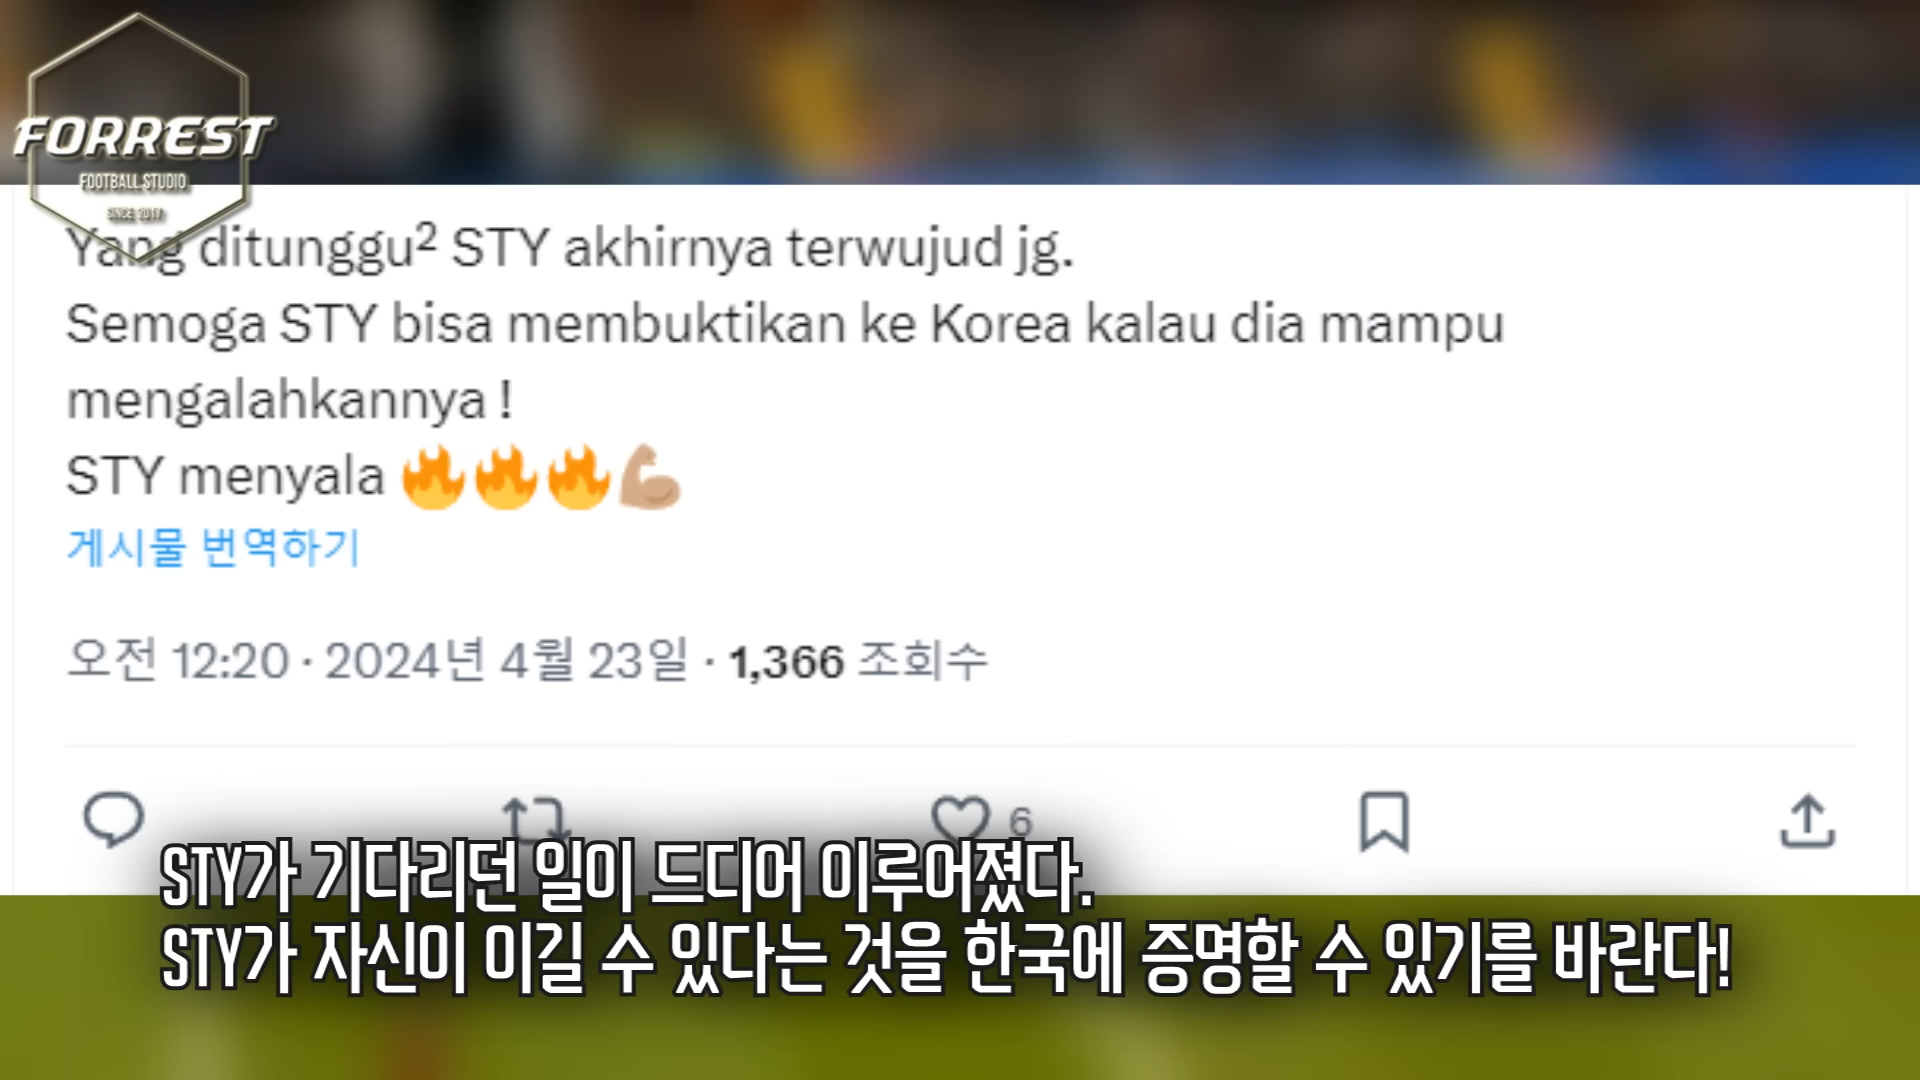 FORREST
FOOTBALL STUDIO
SINCE 2017
Yang ditunggu² STY akhirnya terwujud jg.
Semoga STY bisa membuktikan ke Korea kalau dia mampu
mengalahkannya !
STY menyala 🔥🔥🔥💪🏼
게시물 번역하기
오전 12:20 · 2024년 4월 23일 · 1,366 조회수
6
STY가 기다리던 일이 드디어 이루어졌다.
STY가 자신이 이길 수 있다는 것을 한국에 증명할 수 있기를 바란다!